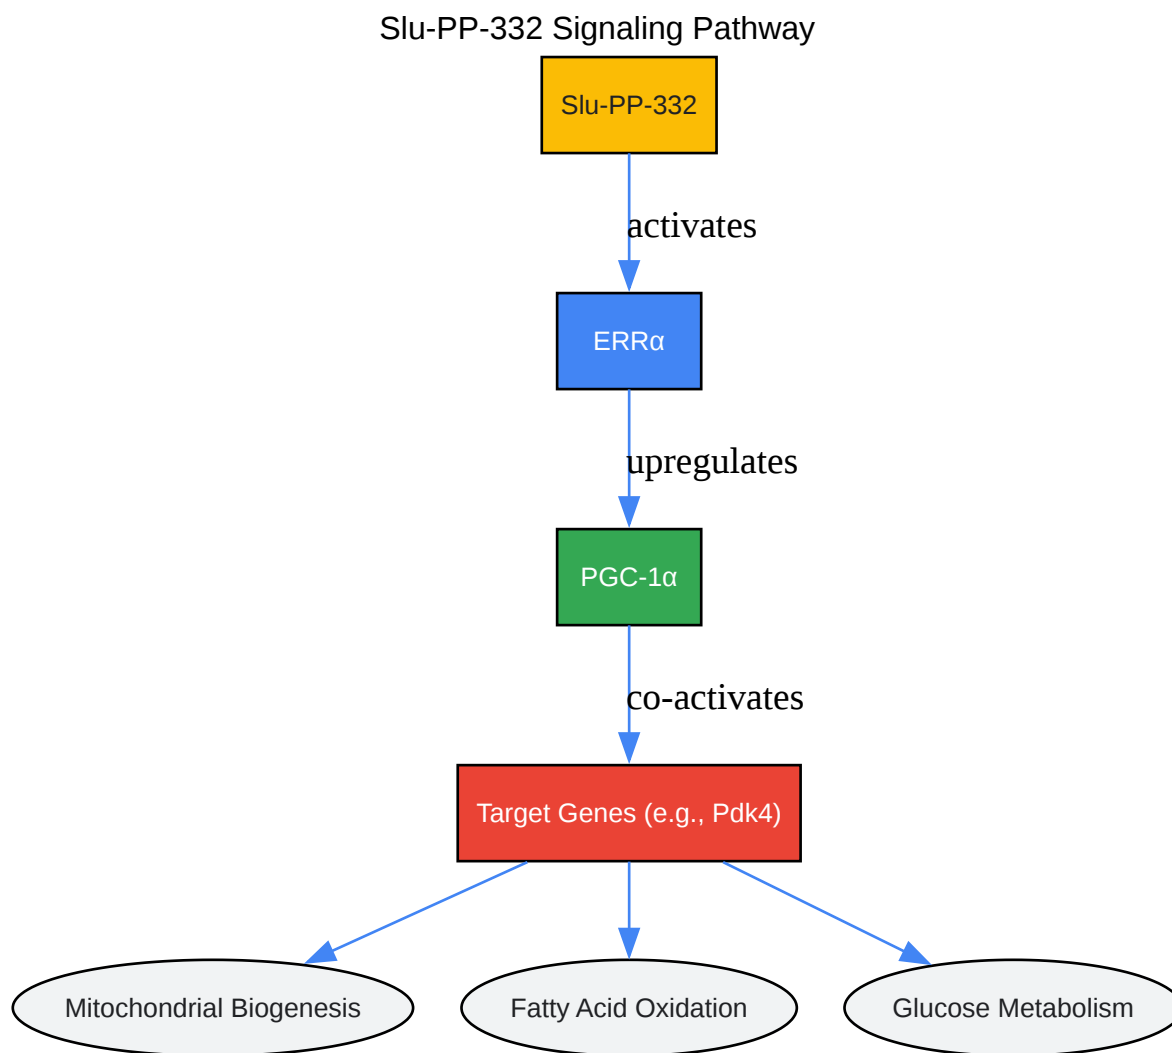 Slu-PP-332 Signaling Pathway
Slu-PP-332
activates
ERRα
upregulates
PGC-1α
co-activates
Target Genes (e.g., Pdk4)
Mitochondrial Biogenesis
Fatty Acid Oxidation
Glucose Metabolism